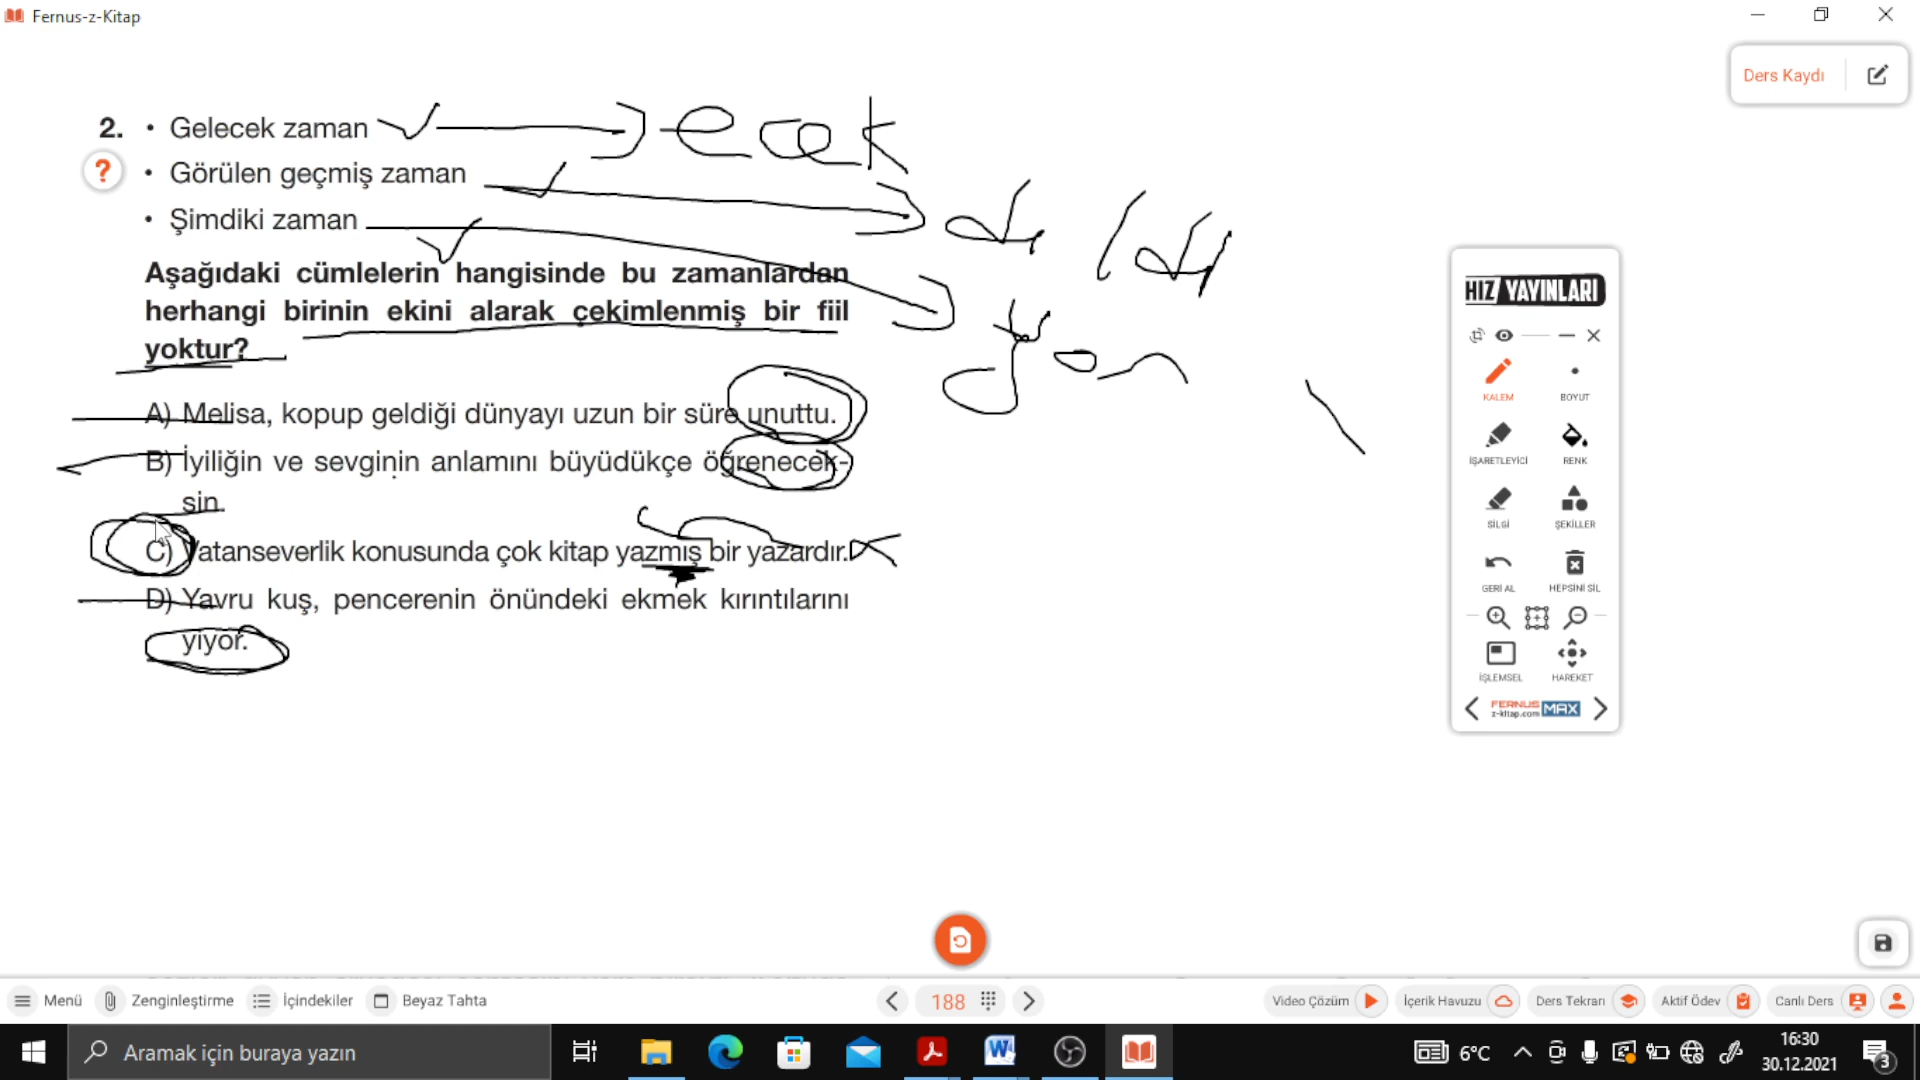 Fernus-z-Kitap
Ders Kaydı
2. • Gelecek zaman ecek
? • Görülen geçmiş zaman
• Şimdiki zaman
dı ldı
yor
Aşağıdaki cümlelerin hangisinde bu zamanlardan
herhangi birinin ekini alarak çekimlenmiş bir fiil
yoktur?
A) Melisa, kopup geldiği dünyayı uzun bir süre unuttu.
B) İyiliğin ve sevginin anlamını büyüdükçe öğrenecek-
sin.
C) Vatanseverlik konusunda çok kitap yazmış bir yazardır.
D) Yavru kuş, pencerenin önündeki ekmek kırıntılarını
yiyor.
HIZ YAYINLARI
KALEM BOYUT
İŞARETLEYİCİ RENK
SİLGİ ŞEKİLLER
GERİ AL HEPSİNİ SİL
İŞLEMSEL HAREKET
FERNUS
z-kitap.com MAX
Menü Zenginleştirme İçindekiler Beyaz Tahta 188 Video Çözüm İçerik Havuzu Ders Tekrarı Aktif Ödev Canlı Ders
Aramak için buraya yazın 6°C 16:30
30.12.2021 3